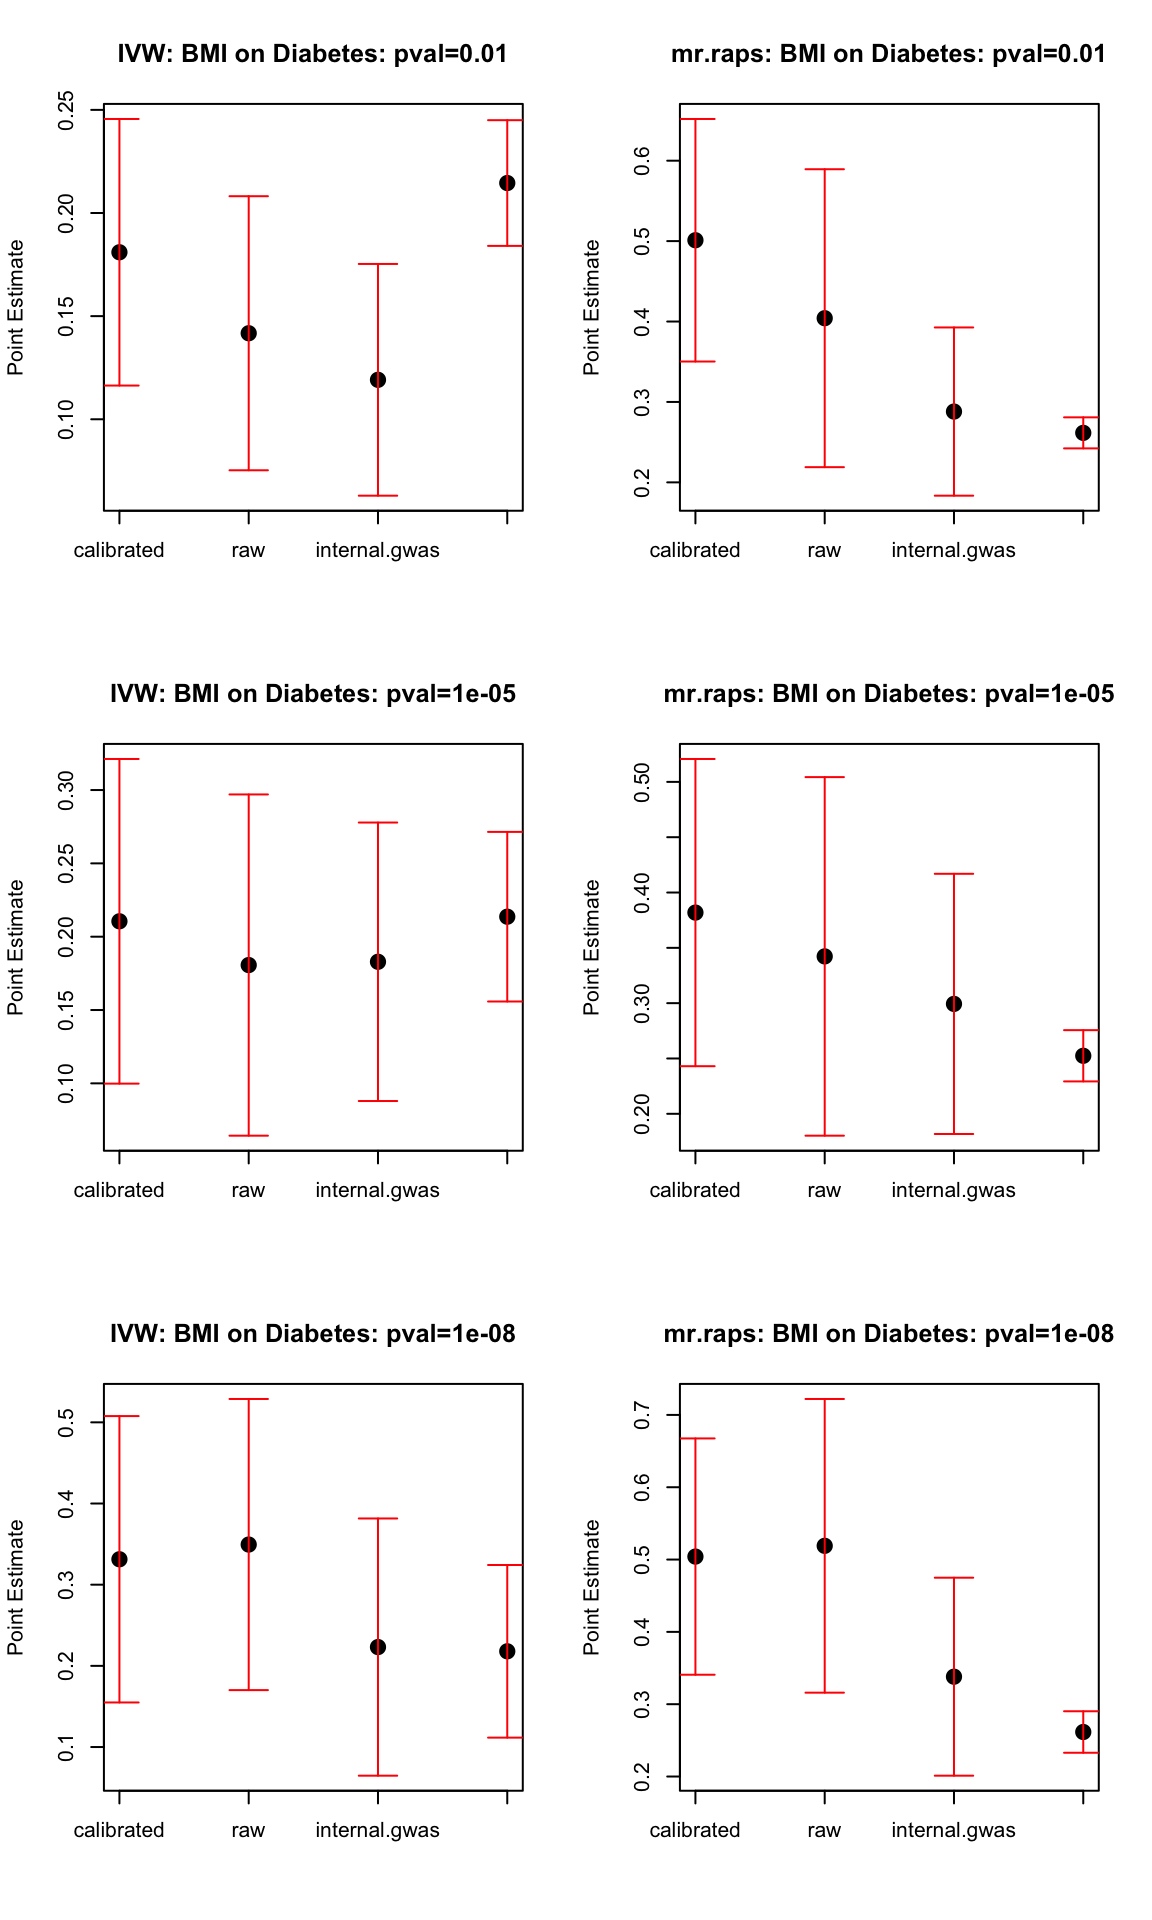 IVW: BMI on Diabetes: pval=0.01
Point Estimate
0.25
0.20
0.15
0.10
calibrated raw internal.gwas
mr.raps: BMI on Diabetes: pval=0.01
Point Estimate
0.6
0.5
0.4
0.3
0.2
calibrated raw internal.gwas
IVW: BMI on Diabetes: pval=1e-05
Point Estimate
0.30
0.25
0.20
0.15
0.10
calibrated raw internal.gwas
mr.raps: BMI on Diabetes: pval=1e-05
Point Estimate
0.50
0.40
0.30
0.20
calibrated raw internal.gwas
IVW: BMI on Diabetes: pval=1e-08
Point Estimate
0.5
0.4
0.3
0.2
0.1
calibrated raw internal.gwas
mr.raps: BMI on Diabetes: pval=1e-08
Point Estimate
0.7
0.6
0.5
0.4
0.3
0.2
calibrated raw internal.gwas